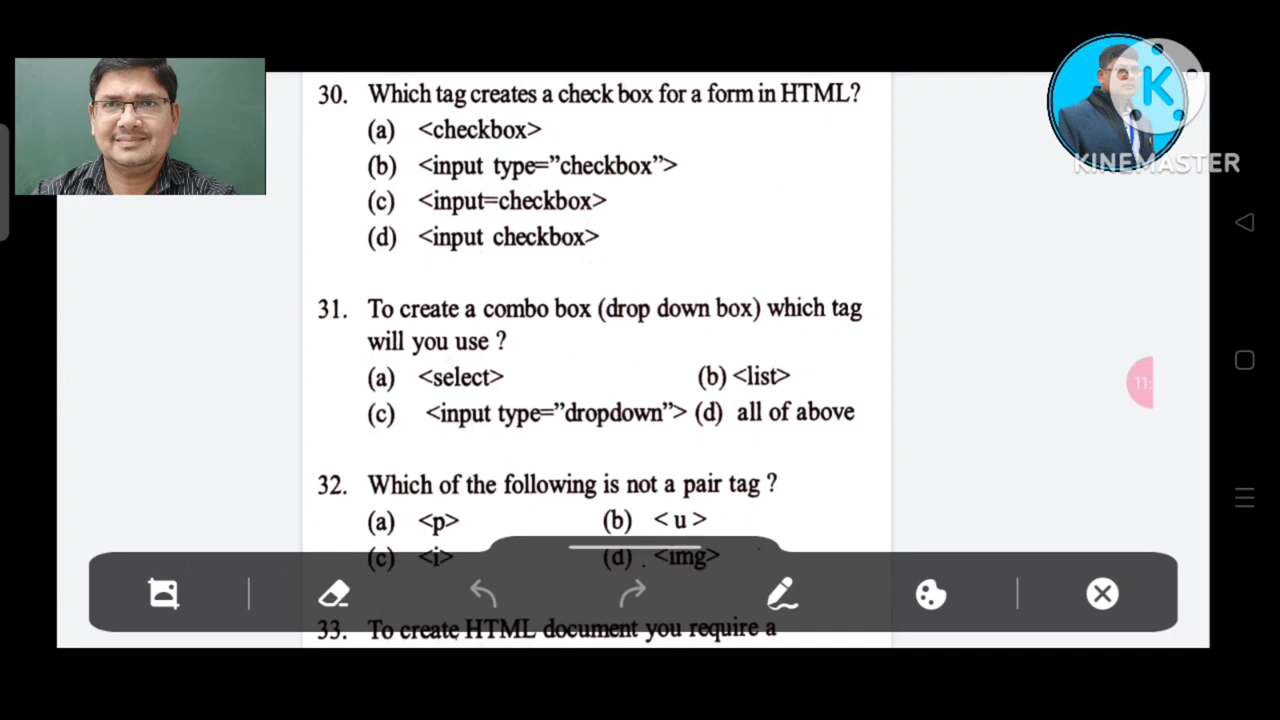 30. Which tag creates a check box for a form in HTML?
(a) <checkbox>
(b) <input type=”checkbox”>
(c) <input=checkbox>
(d) <input checkbox>
31. To create a combo box (drop down box) which tag
will you use ?
(a) <select> (b) <list>
(c) <input type=”dropdown”> (d) all of above
32. Which of the following is not a pair tag ?
(a) <p> (b) < u >
(c) <i> (d) . <img>
33. To create HTML document you require a
KINEMASTER
11: